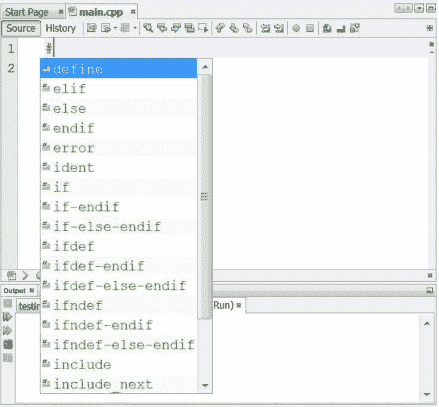 Start Page
main.cpp
Source History
1 #
2
define
elif
else
endif
error
ident
if
if-endif
if-else-endif
ifdef
ifdef-endif
ifdef-else-endif
ifndef
ifndef-endif
ifndef-else-endif
include
include_next
Output
Run)